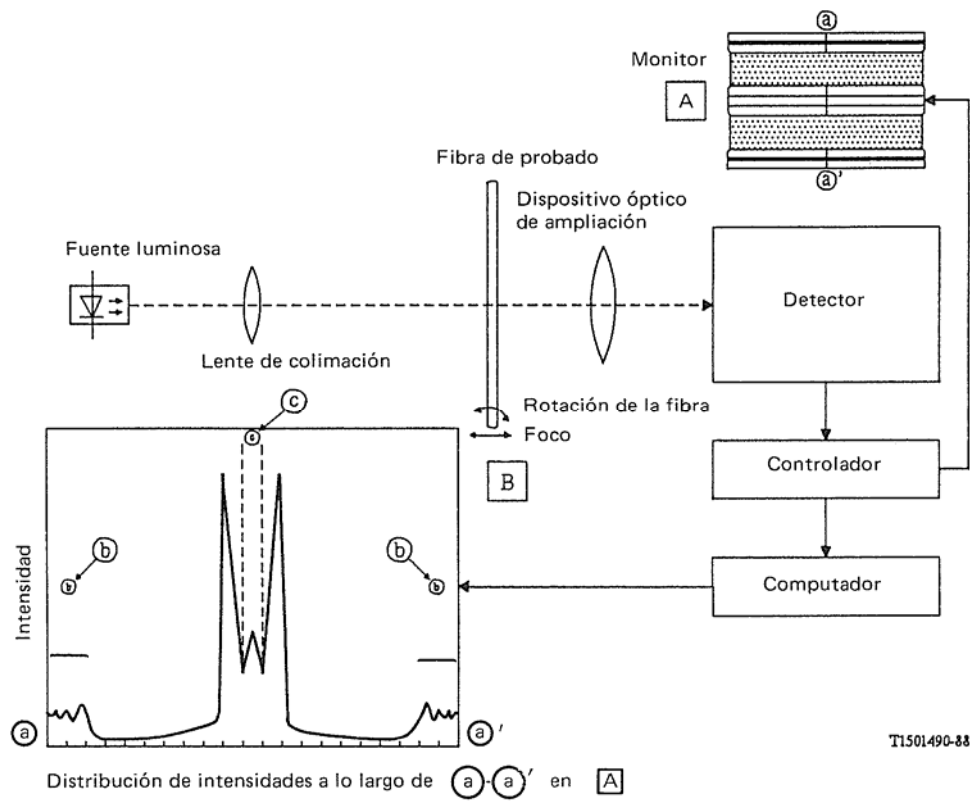 a
Monitor
A
a'
Fibra de probado
Dispositivo óptico
de ampliación
Fuente luminosa
Detector
Lente de colimación
c
c
Rotación de la fibra
Foco
B
Controlador
b
b
b
b
Computador
Intensidad
a
a'
T1501490-88
Distribución de intensidades a lo largo de a-a' en A